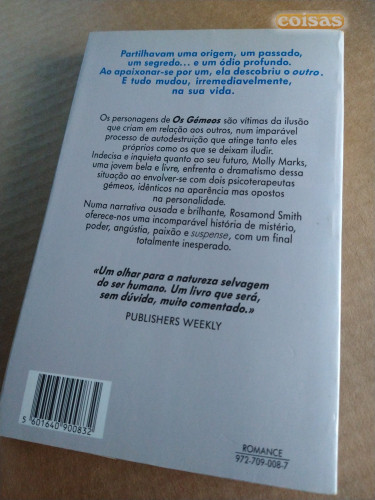 coisas
Partilhavam uma origem, um passado,
um segredo... e um ódio profundo.
Ao apaixonar-se por um, ela descobriu o outro.
E tudo mudou, irremediavelmente,
na sua vida.
Os personagens de Os Gémeos são vítimas da ilusão
que criam em relação aos outros, num imparável
processo de autodestruição que atinge tanto eles
próprios como os que se deixam iludir.
Indecisa e inquieta quanto ao seu futuro, Molly Marks,
uma jovem bela e livre, enfrenta o dramatismo dessa
situação ao envolver-se com dois psicoterapeutas
gémeos, idênticos na aparência mas opostos
na personalidade.
Numa narrativa ousada e brilhante, Rosamond Smith
oferece-nos uma incomparável história de mistério,
poder, angústia, paixão e suspense, com um final
totalmente inesperado.
«Um olhar para a natureza selvagem
do ser humano. Um livro que será,
sem dúvida, muito comentado.»
PUBLISHERS WEEKLY
5 601640 900832
ROMANCE
972-709-008-7